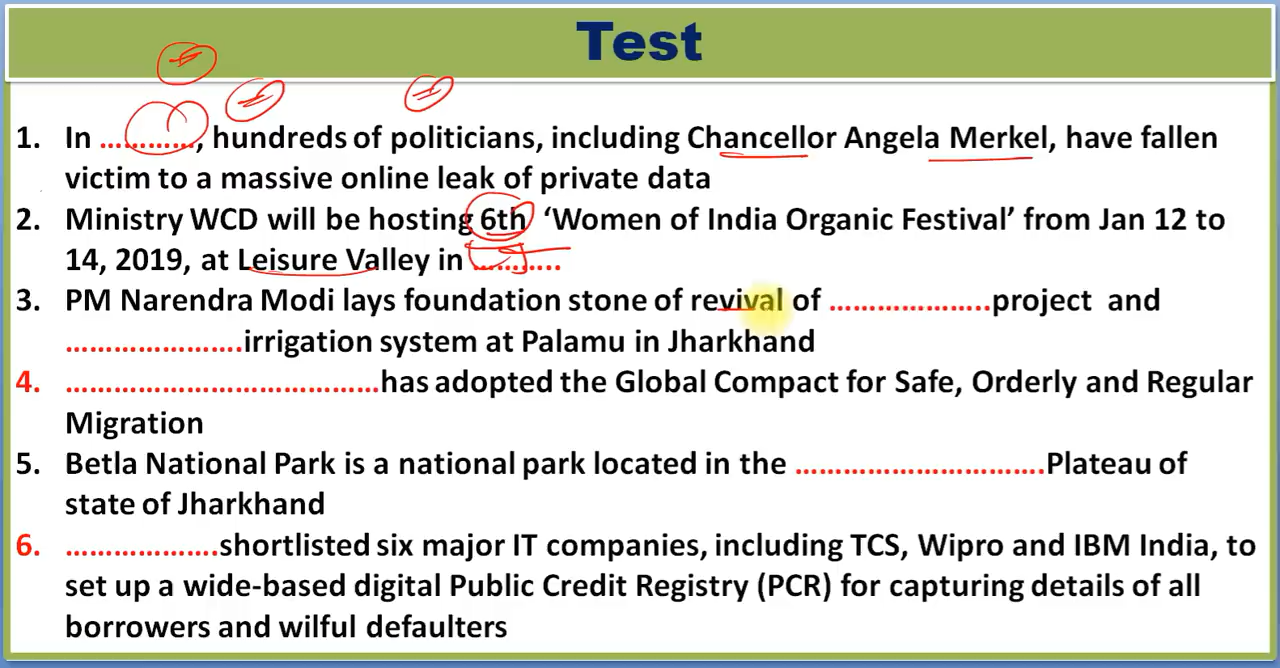 Test
1. In …………, hundreds of politicians, including Chancellor Angela Merkel, have fallen
victim to a massive online leak of private data
2. Ministry WCD will be hosting 6th ‘Women of India Organic Festival’ from Jan 12 to
14, 2019, at Leisure Valley in ………..
3. PM Narendra Modi lays foundation stone of revival of ………………..project and
………………….irrigation system at Palamu in Jharkhand
4. …………………………………has adopted the Global Compact for Safe, Orderly and Regular
Migration
5. Betla National Park is a national park located in the ………………………….Plateau of
state of Jharkhand
6. ……………….shortlisted six major IT companies, including TCS, Wipro and IBM India, to
set up a wide-based digital Public Credit Registry (PCR) for capturing details of all
borrowers and wilful defaulters